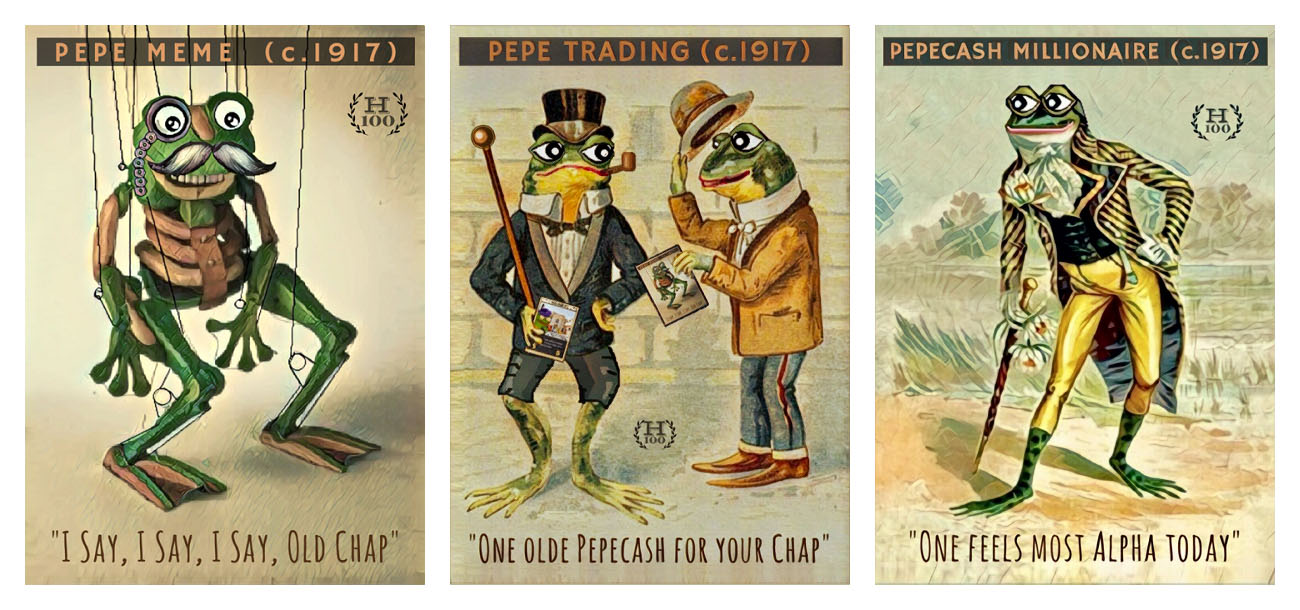 PEPE MEME (c.1917)
H
100
"I SAY, I SAY, I SAY, OLD CHAP"
PEPE TRADING (c.1917)
H
100
"ONE OLDE PEPECASH FOR YOUR CHAP"
PEPECASH MILLIONAIRE (c.1917)
H
100
"ONE FEELS MOST ALPHA TODAY"